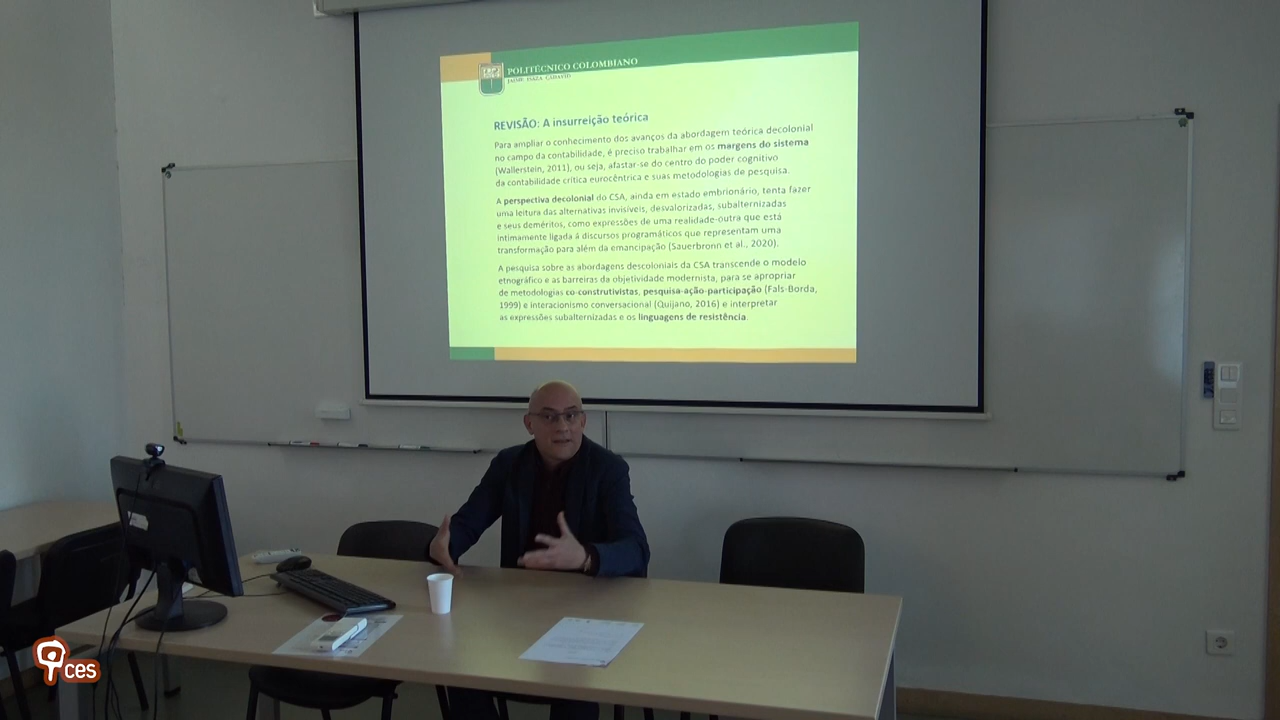 POLITÉCNICO COLOMBIANO
JAIME ISAZA CADAVID
REVISÃO: A insurreição teórica
Para ampliar o conhecimento dos avanços da abordagem teórica decolonial
no campo da contabilidade, é preciso trabalhar em os margens do sistema
(Wallerstein, 2011), ou seja, afastar-se do centro do poder cognitivo
da contabilidade crítica eurocêntrica e suas metodologias de pesquisa.
A perspectiva decolonial do CSA, ainda em estado embrionário, tenta fazer
uma leitura das alternativas invisíveis, desvalorizadas, subalternizadas
e seus deméritos, como expressões de uma realidade-outra que está
intimamente ligada á discursos programáticos que representam uma
transformação para além da emancipação (Sauerbronn et al., 2020).
A pesquisa sobre as abordagens descoloniais da CSA transcende o modelo
etnográfico e as barreiras da objetividade modernista, para se apropriar
de metodologias co-construtivistas, pesquisa-ação-participação (Fals-Borda,
1999) e interacionismo conversacional (Quijano, 2016) e interpretar
as expressões subalternizadas e os linguagens de resistência.
ces